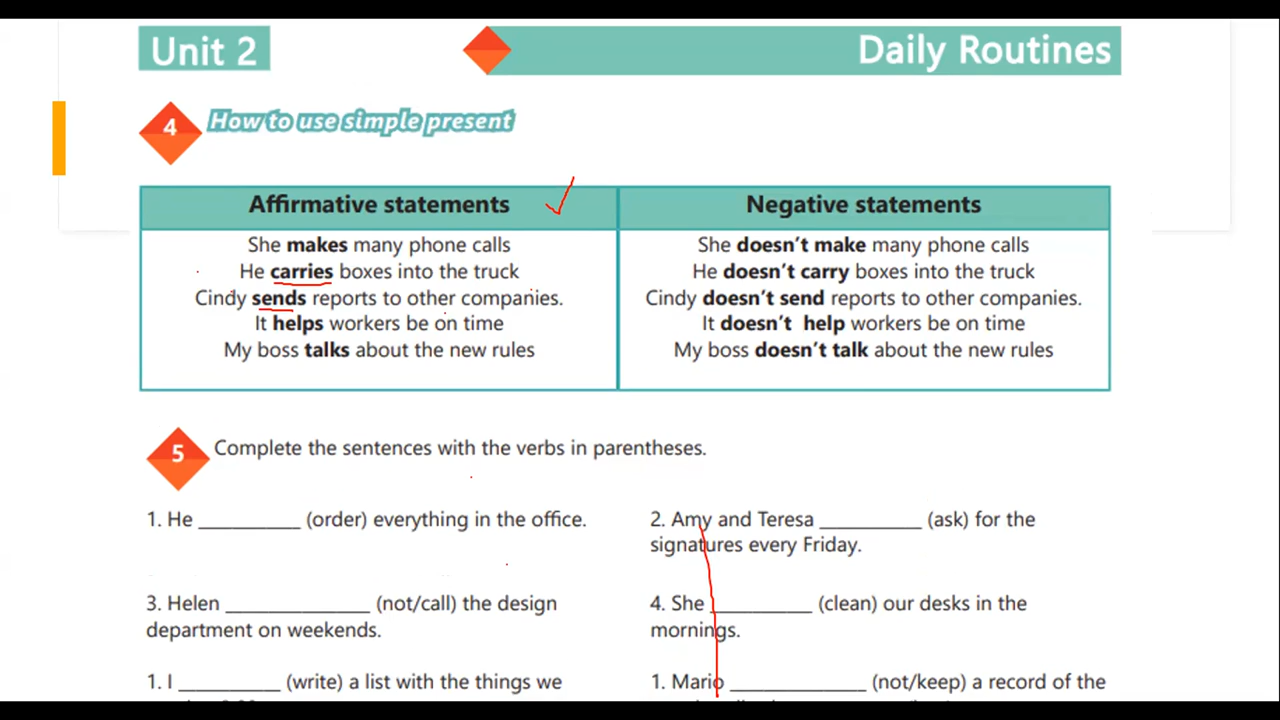 Unit 2
Daily Routines
4
How to use simple present
Affirmative statements
Negative statements
She makes many phone calls
He carries boxes into the truck
Cindy sends reports to other companies.
It helps workers be on time
My boss talks about the new rules
She doesn't make many phone calls
He doesn't carry boxes into the truck
Cindy doesn't send reports to other companies.
It doesn't help workers be on time
My boss doesn't talk about the new rules
5
Complete the sentences with the verbs in parentheses.
1. He __________ (order) everything in the office.
2. Amy and Teresa __________ (ask) for the
signatures every Friday.
3. Helen ______________ (not/call) the design
department on weekends.
4. She __________ (clean) our desks in the
mornings.
1. I __________ (write) a list with the things we
1. Mario _____________ (not/keep) a record of the